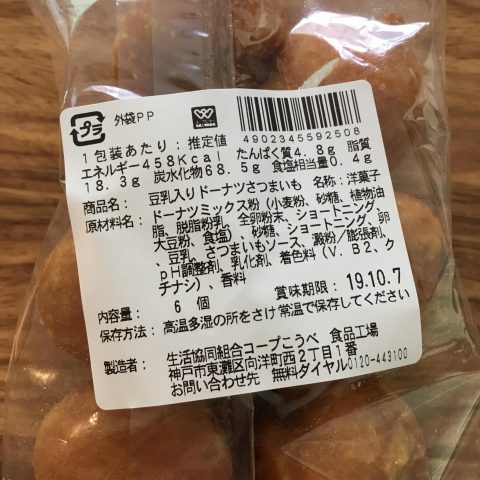 プラ
外袋PP
4902345592508
1包装あたり：推定値
エネルギー458Kcal たんぱく質4.8g 脂質
18.3g 炭水化物68.5g 食塩相当量0.4g
商品名： 豆乳入りドーナツさつまいも 名称：洋菓子
原材料名： ドーナツミックス粉（小麦粉、砂糖、植物油
脂、脱脂粉乳、全卵粉末、ショートニング、
大豆粉、食塩）、砂糖、ショートニング、卵
、豆乳、さつまいもソース、澱粉／膨張剤、
pH調整剤、乳化剤、着色料（V．B2、ク
チナシ）、香料
内容量： 6個 賞味期限：19.10.7
保存方法： 高温多湿の所をさけ常温で保存してください
製造者： 生活協同組合コープこうべ 食品工場
神戸市東灘区向洋町西2丁目1番
お問い合わせ先 無料ダイヤル0120-443100